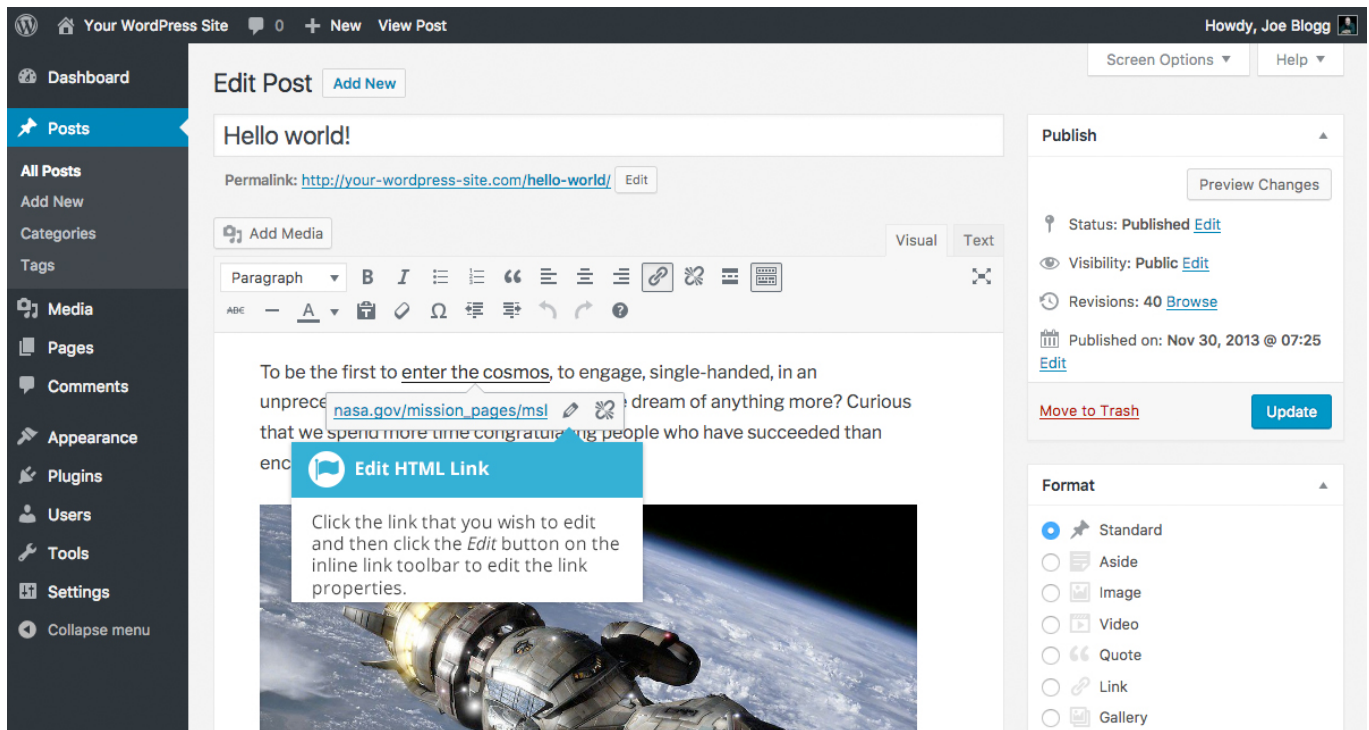 Your WordPress Site 0 New View Post Howdy, Joe Blogg
Screen Options Help
Dashboard
Posts
All Posts
Add New
Categories
Tags
Media
Pages
Comments
Appearance
Plugins
Users
Tools
Settings
Collapse menu
Edit Post Add New
Hello world!
Permalink: http://your-wordpress-site.com/hello-world/ Edit
Add Media
Visual Text
Paragraph B I
ABE A Ω
To be the first to enter the cosmos, to engage, single-handed, in an
dream of anything more? Curious
nasa.gov/mission_pages/msl
that we spend more time congratulating people who have succeeded than
Edit HTML Link
Click the link that you wish to edit
and then click the Edit button on the
inline link toolbar to edit the link
properties.
Publish
Preview Changes
Status: Published Edit
Visibility: Public Edit
Revisions: 40 Browse
Published on: Nov 30, 2013 @ 07:25
Edit
Move to Trash Update
Format
Standard
Aside
Image
Video
Quote
Link
Gallery